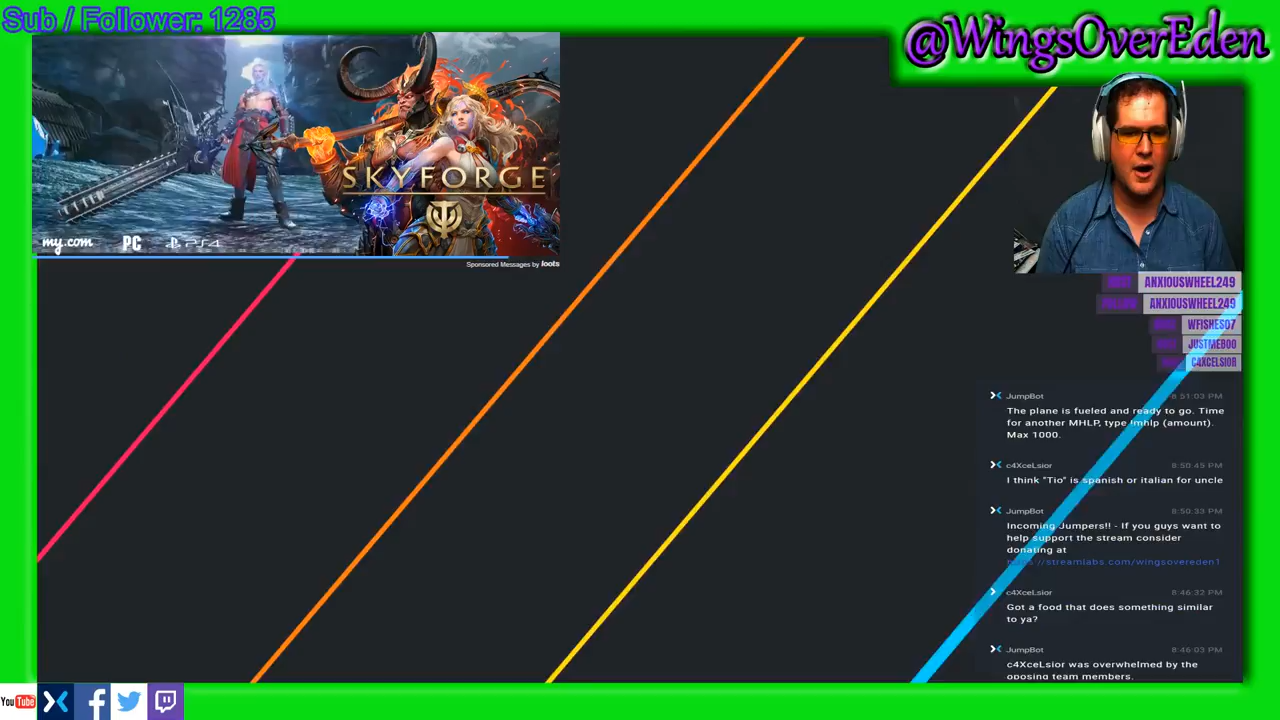 Sub / Follower: 1285
@WingsOverEden
SKYFORGE
my.com PC PS4
Sponsored Messages by loots
ANXIOUSWHEEL249
ANXIOUSWHEEL249
WFISHES07
JUSTMEBOO
C4XCELSIOR
JumpBot 8:51:03 PM
The plane is fueled and ready to go. Time
for another MHLP, type !mhlp (amount).
Max 1000.
c4XceLsior 8:50:45 PM
I think "Tio" is spanish or italian for uncle
JumpBot 8:50:33 PM
Incoming Jumpers!! - If you guys want to
help support the stream consider
donating at
https://streamlabs.com/wingsovereden1
c4XceLsior 8:46:32 PM
Got a food that does something similar
to ya?
JumpBot 8:46:03 PM
c4XceLsior was overwhelmed by the
opposing team members.
YouTube